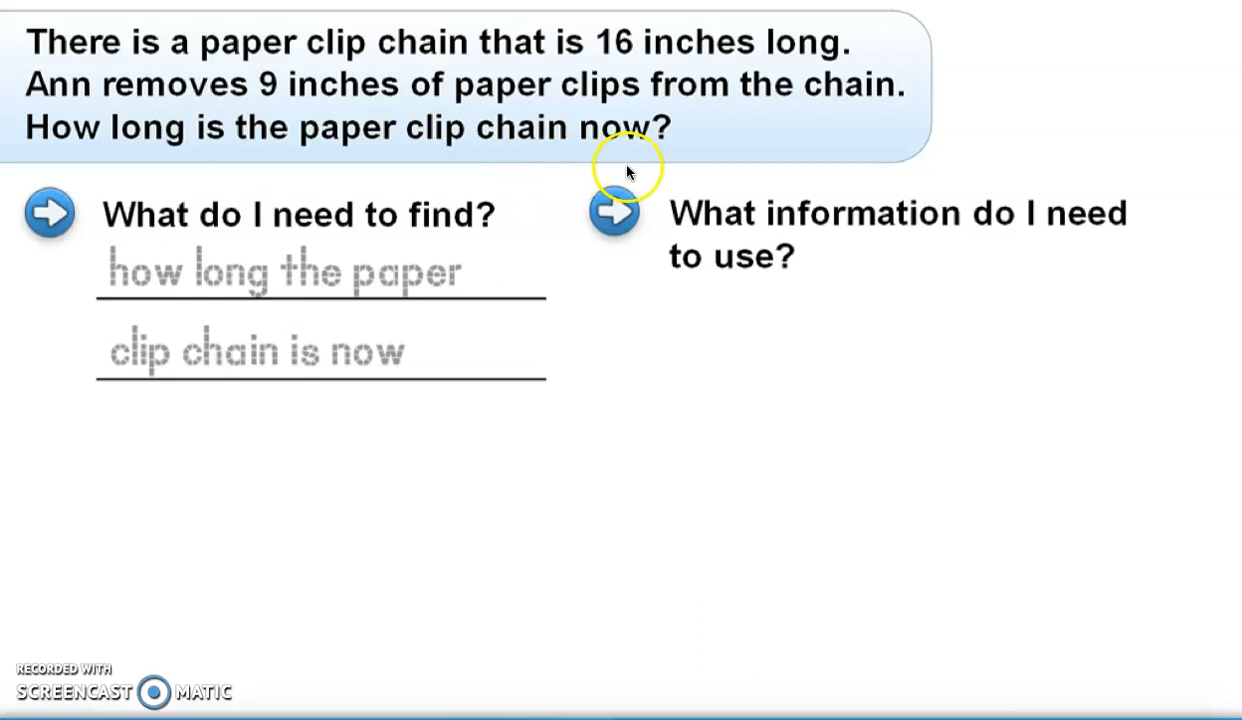 There is a paper clip chain that is 16 inches long.
Ann removes 9 inches of paper clips from the chain.
How long is the paper clip chain now?
What do I need to find?
how long the paper
clip chain is now
What information do I need
to use?
RECORDED WITH
SCREENCAST MATIC